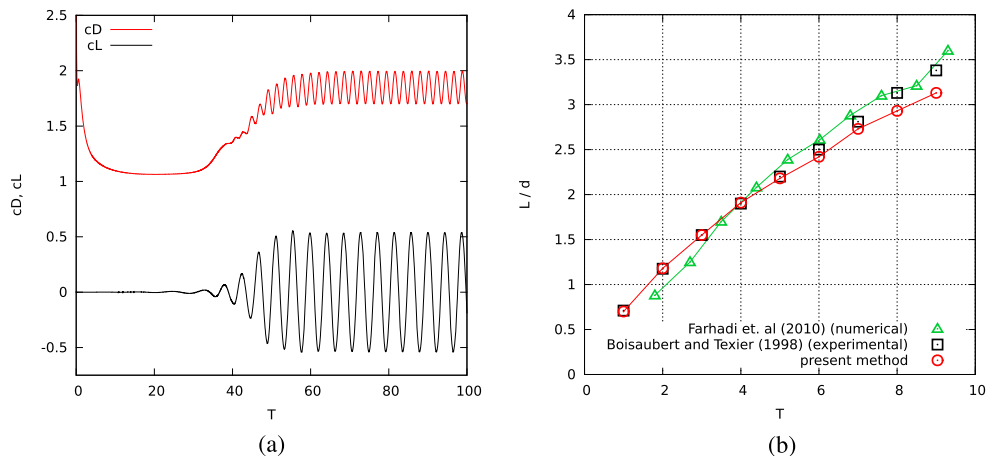 2.5
2
1.5
1
0.5
0
-0.5
cD, cL
cD
cL
0
20
40
60
80
100
T
(a)
4
3.5
3
2.5
2
1.5
1
0.5
0
L / d
Farhadi et. al (2010) (numerical)
Boisaubert and Texier (1998) (experimental)
present method
0
2
4
6
8
10
T
(b)